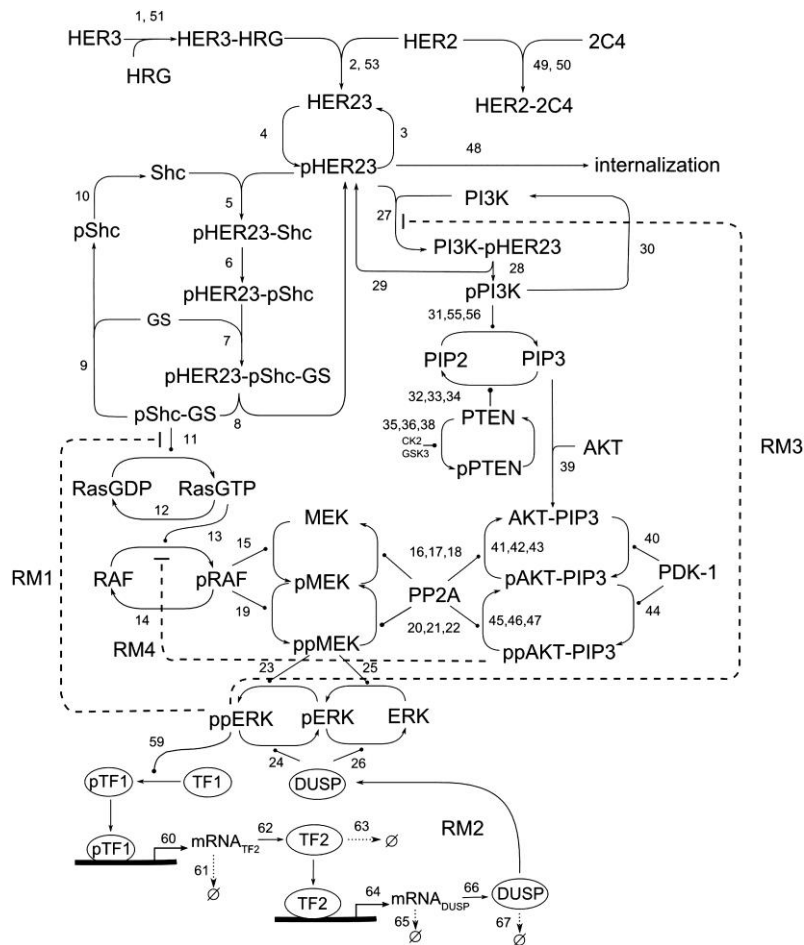 1, 51
HER3
HER3-HRG
HER2
2C4
HRG
2, 53
49, 50
HER23
HER2-2C4
4
3
48
pHER23
internalization
10
Shc
5
27
PI3K
pShc
pHER23-Shc
PI3K-pHER23
30
6
28
29
pHER23-pShc
pPI3K
31,55,56
GS
7
PIP2
PIP3
9
pHER23-pShc-GS
32,33,34
pShc-GS
8
PTEN
11
35,36,38
CK2
GSK3
pPTEN
AKT
39
RM3
RasGDP
RasGTP
12
AKT-PIP3
13
15
MEK
16,17,18
41,42,43
40
RM1
RAF
pRAF
pMEK
PP2A
pAKT-PIP3
PDK-1
14
19
20,21,22
45,46,47
44
RM4
ppMEK
ppAKT-PIP3
23
25
ppERK
pERK
ERK
59
24
26
pTF1
TF1
DUSP
60
62
63
RM2
pTF1
mRNATF2
TF2
∅
61
∅
64
66
TF2
mRNADUSP
DUSP
65
67
∅
∅